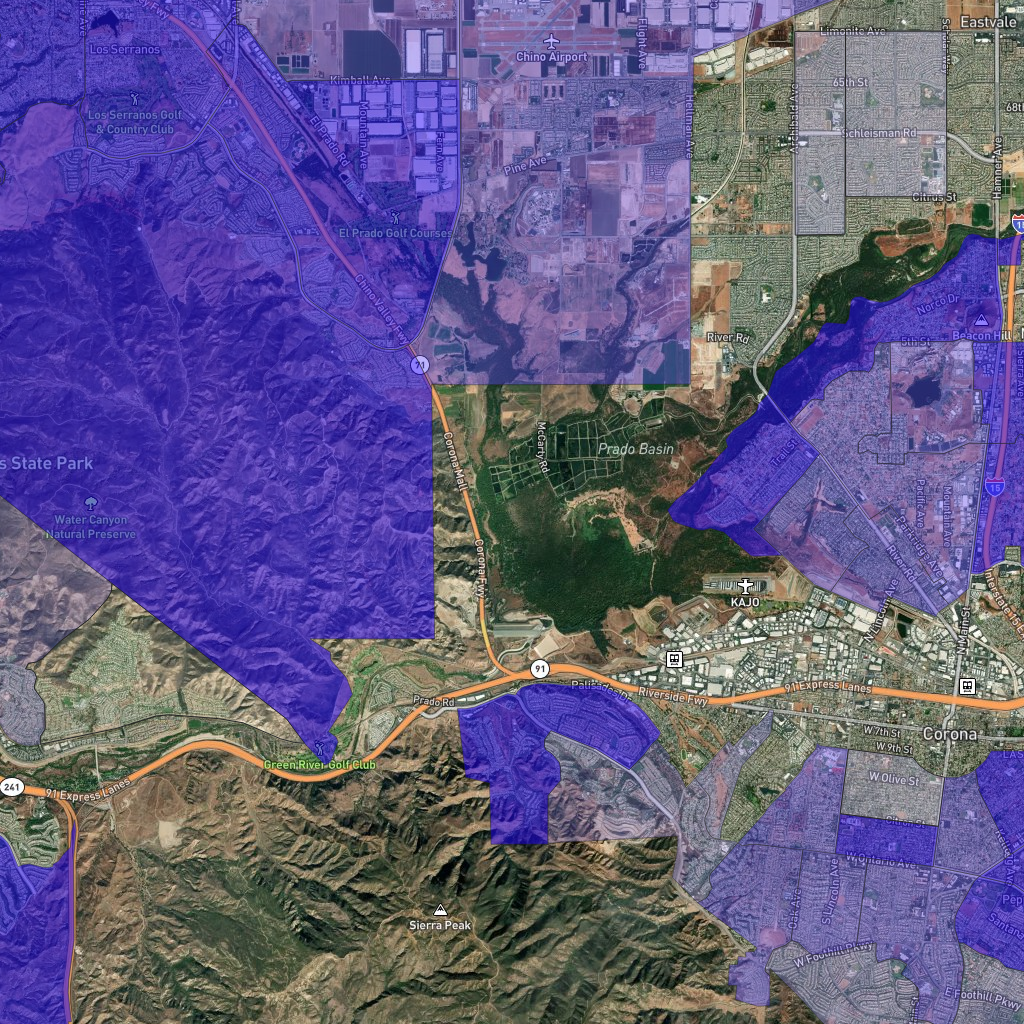 Eastvale
Limonite Ave
Los Serranos
Chino Airport
Flight Ave
Kimball Ave
65th St
68th
Los Serranos Golf
& Country Club
El Prado Rd
Mountain Ave
Fern Ave
Hellman Ave
Archibald Ave
Schleisman Rd
Hamner Ave
Pine Ave
Citrus St
El Prado Golf Courses
15
Chino Valley Fwy
Norco Dr
Beacon Hill
River Rd
5th St
71
Sierra Ave
McCarty Rd
Corona Mall
Prado Basin
Trail St
s State Park
Water Canyon
Natural Preserve
15
Pacific Ave
Mountain Ave
River Rd
Corona Fwy
KAJO
N Lincoln Ave
N Main St
Interstate 15 E
91
91 Express Lanes
Riverside Fwy
Prado Rd
W 7th St
Corona
W 9th St
Green River Golf Club
241
91 Express Lanes
W Olive St
W Ontario Ave
Oak Ave
S Lincoln Ave
Sierra Peak
W Foothill Pkwy
E Foothill Pkwy